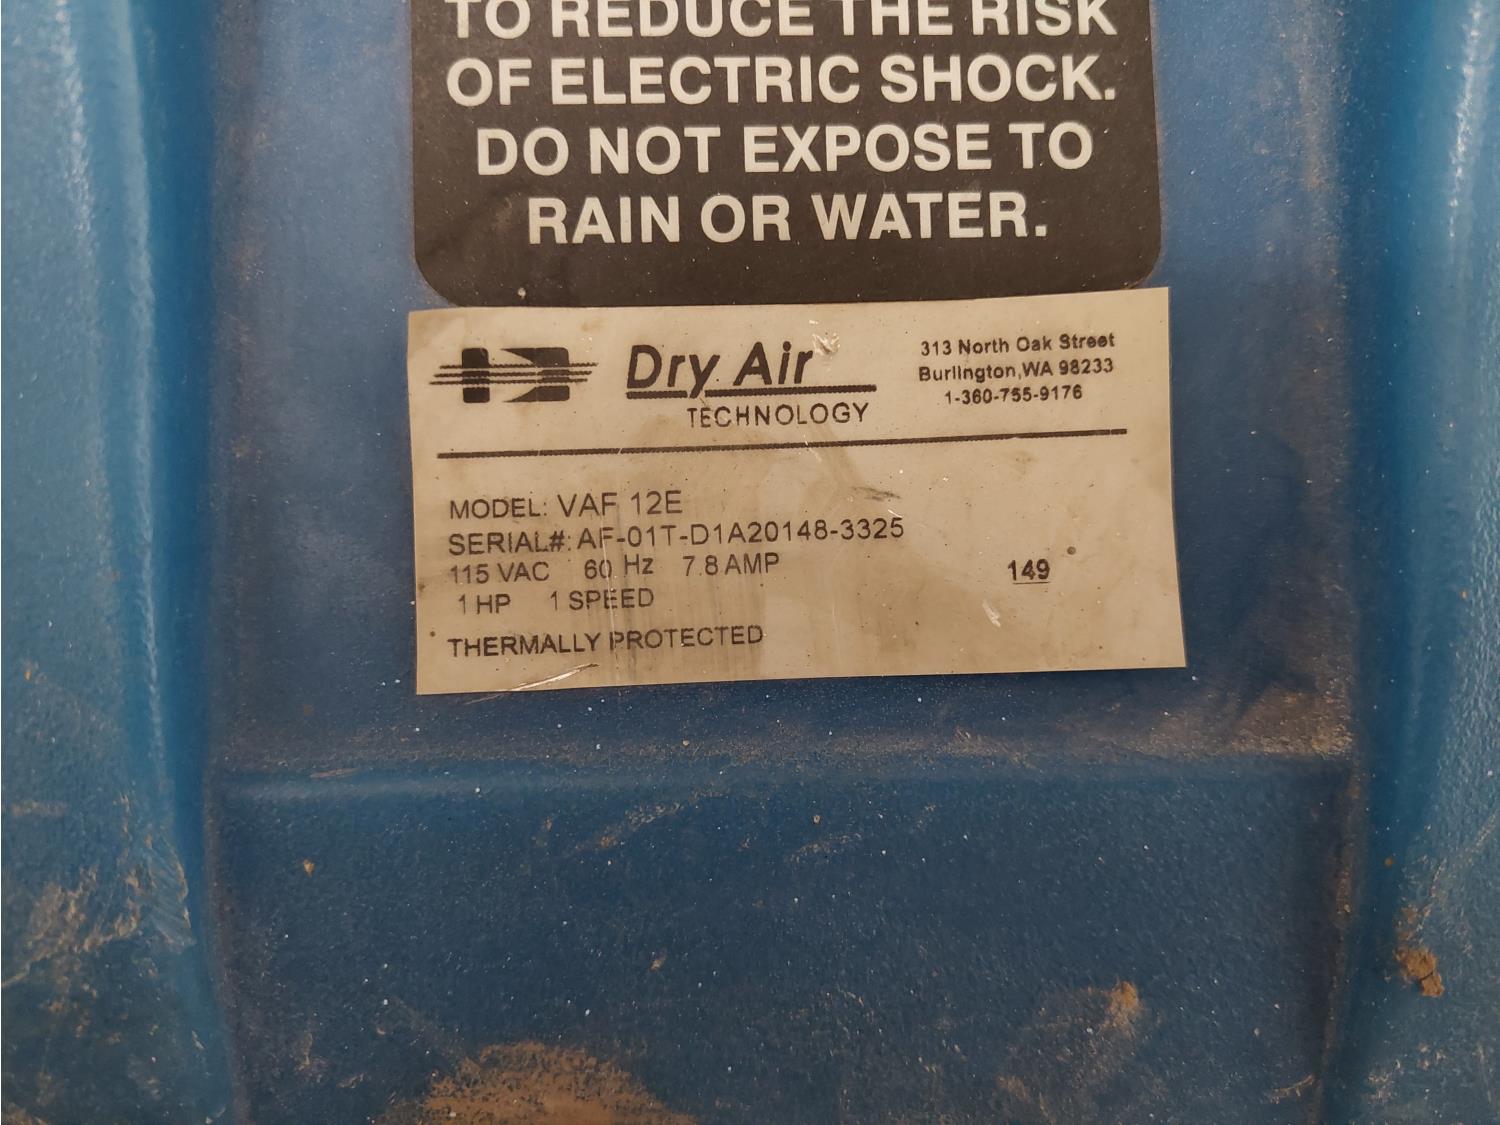 TO REDUCE THE RISK
OF ELECTRIC SHOCK.
DO NOT EXPOSE TO
RAIN OR WATER.
Dry Air
TECHNOLOGY
313 North Oak Street
Burlington, WA 98233
1-360-755-9176
MODEL: VAF 12E
SERIAL#: AF-01T-D1A20148-3325
115 VAC 60 Hz 7.8 AMP
149
1 HP 1 SPEED
THERMALLY PROTECTED